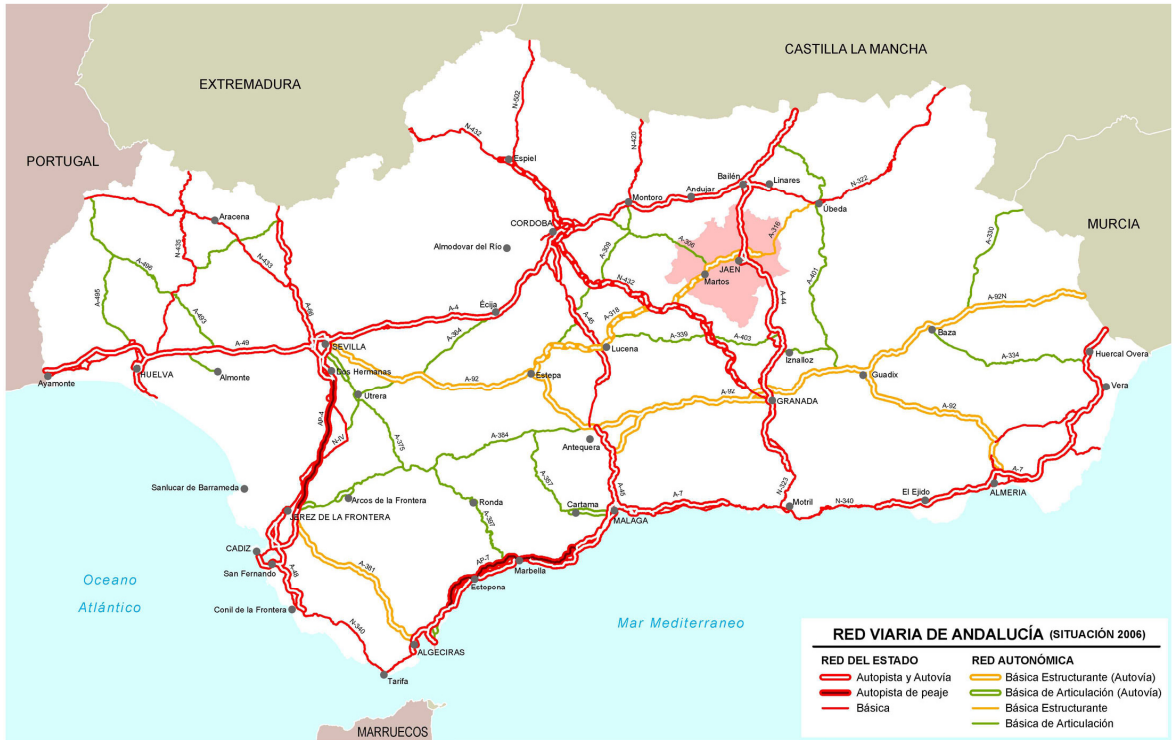 CASTILLA LA MANCHA
EXTREMADURA
PORTUGAL
MURCIA
MARRUECOS
Oceano
Atlántico
Mar Mediterraneo
N-502
N-432
Espiel
N-420
Bailén
Linares
N-322
Andujar
Montoro
Úbeda
Aracena
CORDOBA
Almodovar del Río
N-435
N-433
A-496
A-495
A-493
A-66
A-309
A-306
A-316
JAEN
Martos
A-330
A-401
A-44
N-432
A-4
Écija
A-364
A-45
A-318
A-92N
Baza
A-49
SEVILLA
Lucena
A-339
A-403
Iznalloz
A-334
Huercal Overa
Ayamonte
HUELVA
Almonte
Dos Hermanas
A-92
Estepa
Guadix
Vera
Utrera
A-92
GRANADA
A-92
AP-4
N-IV
A-375
A-384
Antequera
A-357
Sanlucar de Barrameda
Arcos de la Frontera
Ronda
Cartama
A-45
A-7
N-323
Motril
N-340
El Ejido
A-7
ALMERIA
JEREZ DE LA FRONTERA
MALAGA
A-397
CADIZ
San Fernando
A-48
A-381
AP-7
Marbella
Estopona
Conil de la Frontera
N-340
ALGECIRAS
Tarifa
RED VIARIA DE ANDALUCÍA (SITUACIÓN 2006)
RED DEL ESTADO
Autopista y Autovía
Autopista de peaje
Básica
RED AUTONÓMICA
Básica Estructurante (Autovía)
Básica de Articulación (Autovía)
Básica Estructurante
Básica de Articulación